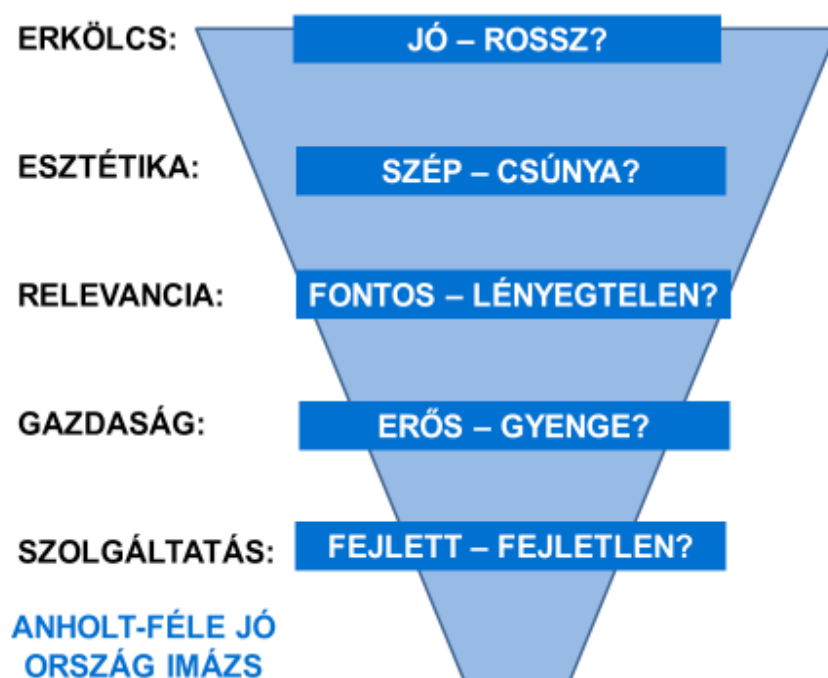 ERKÖLCS: JÓ – ROSSZ?
ESZTÉTIKA: SZÉP – CSÚNYA?
RELEVANCIA: FONTOS – LÉNYEGTELEN?
GAZDASÁG: ERŐS – GYENGE?
SZOLGÁLTATÁS: FEJLETT – FEJLETLEN?
ANHOLT-FÉLE JÓ
ORSZÁG IMÁZS